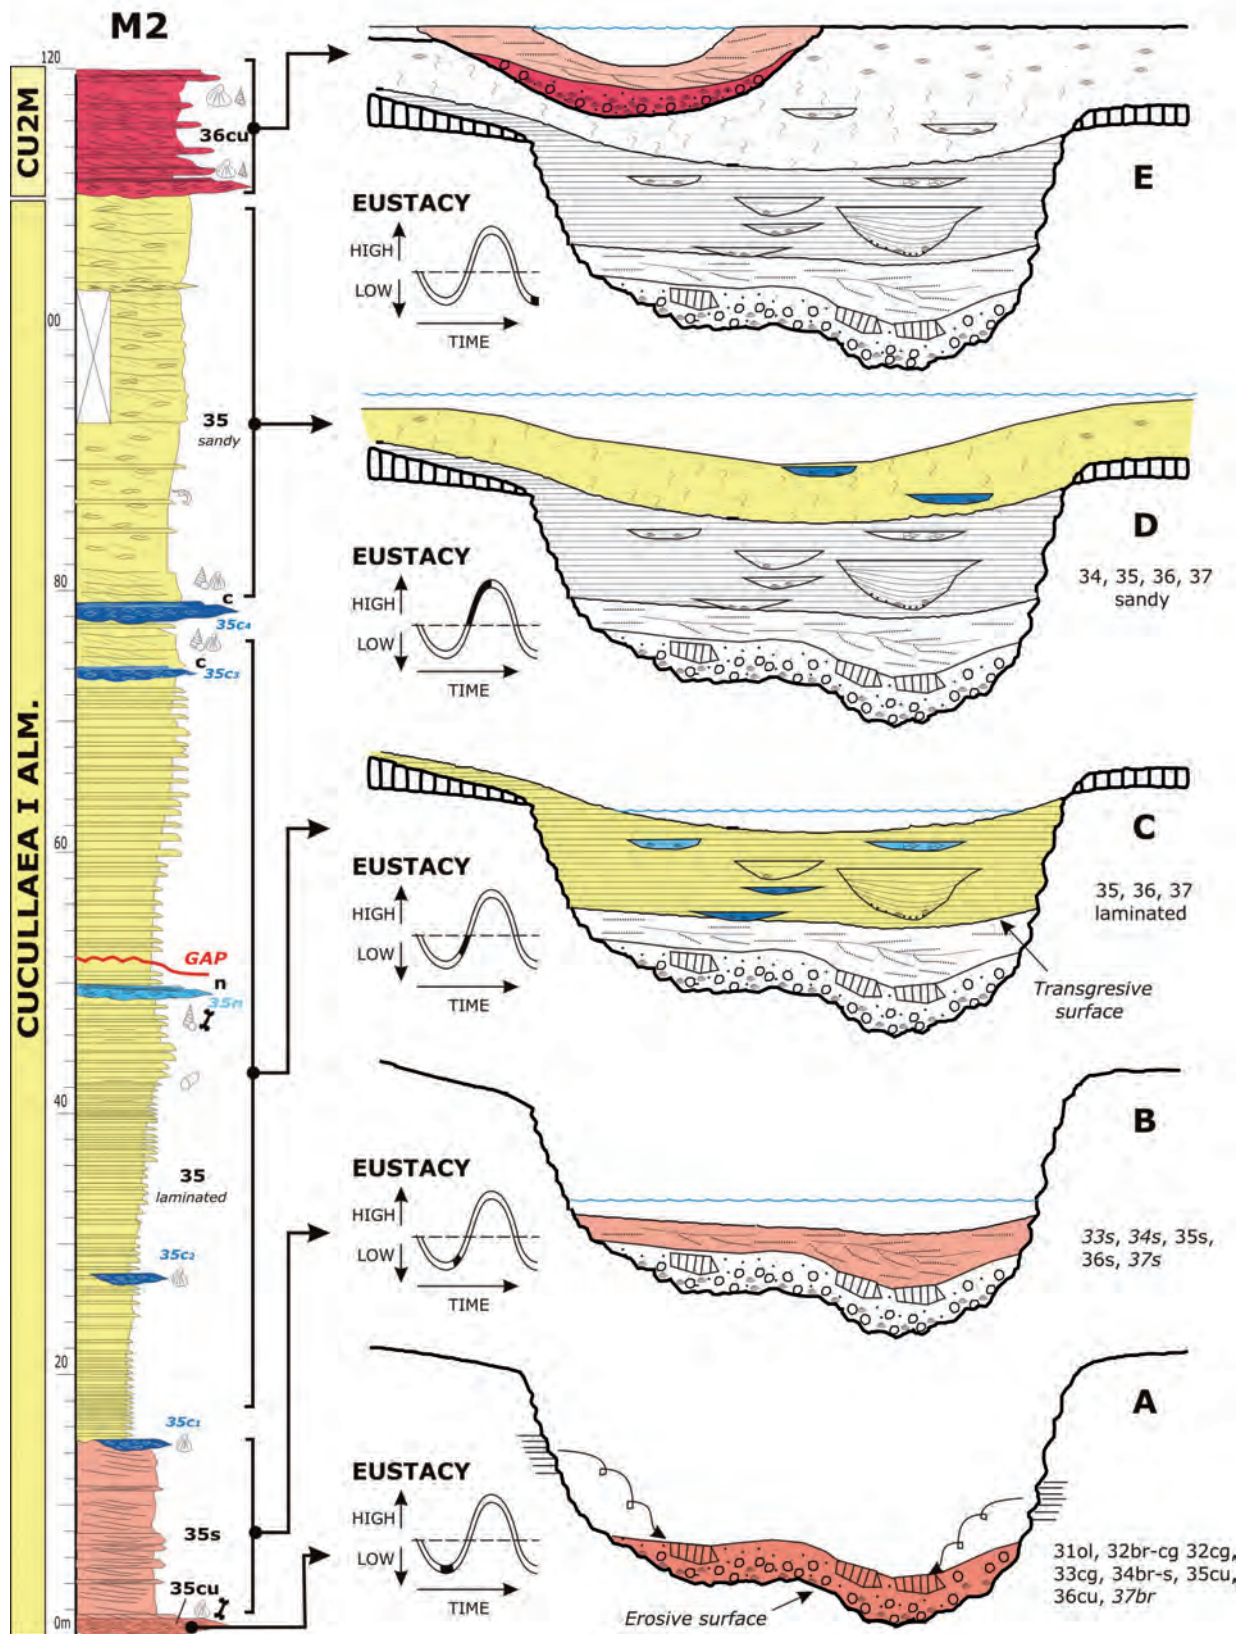 M2
120
CU2M
36cu
CUCULLAEA I ALM.
00
35
sandy
80
c
35c4
c
35c3
60
GAP
n
35n
40
35
laminated
35c2
20
35c1
35s
35cu
0m
E
EUSTACY
HIGH
LOW
TIME
D
34, 35, 36, 37
sandy
EUSTACY
HIGH
LOW
TIME
C
35, 36, 37
laminated
EUSTACY
HIGH
LOW
TIME
Transgresive
surface
B
EUSTACY
HIGH
LOW
TIME
33s, 34s, 35s,
36s, 37s
A
EUSTACY
HIGH
LOW
TIME
Erosive surface
31ol, 32br-cg 32cg,
33cg, 34br-s, 35cu,
36cu, 37br